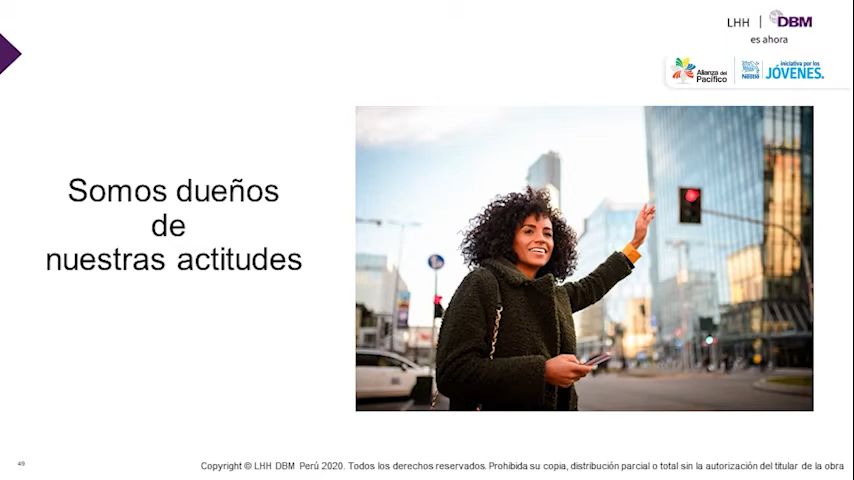 LHH | DBM
es ahora
Alianza del
Pacífico
Nestlé
iniciativa por los
JÓVENES.
Somos dueños
de
nuestras actitudes
49
Copyright © LHH DBM Perú 2020. Todos los derechos reservados. Prohibida su copia, distribución parcial o total sin la autorización del titular de la obra